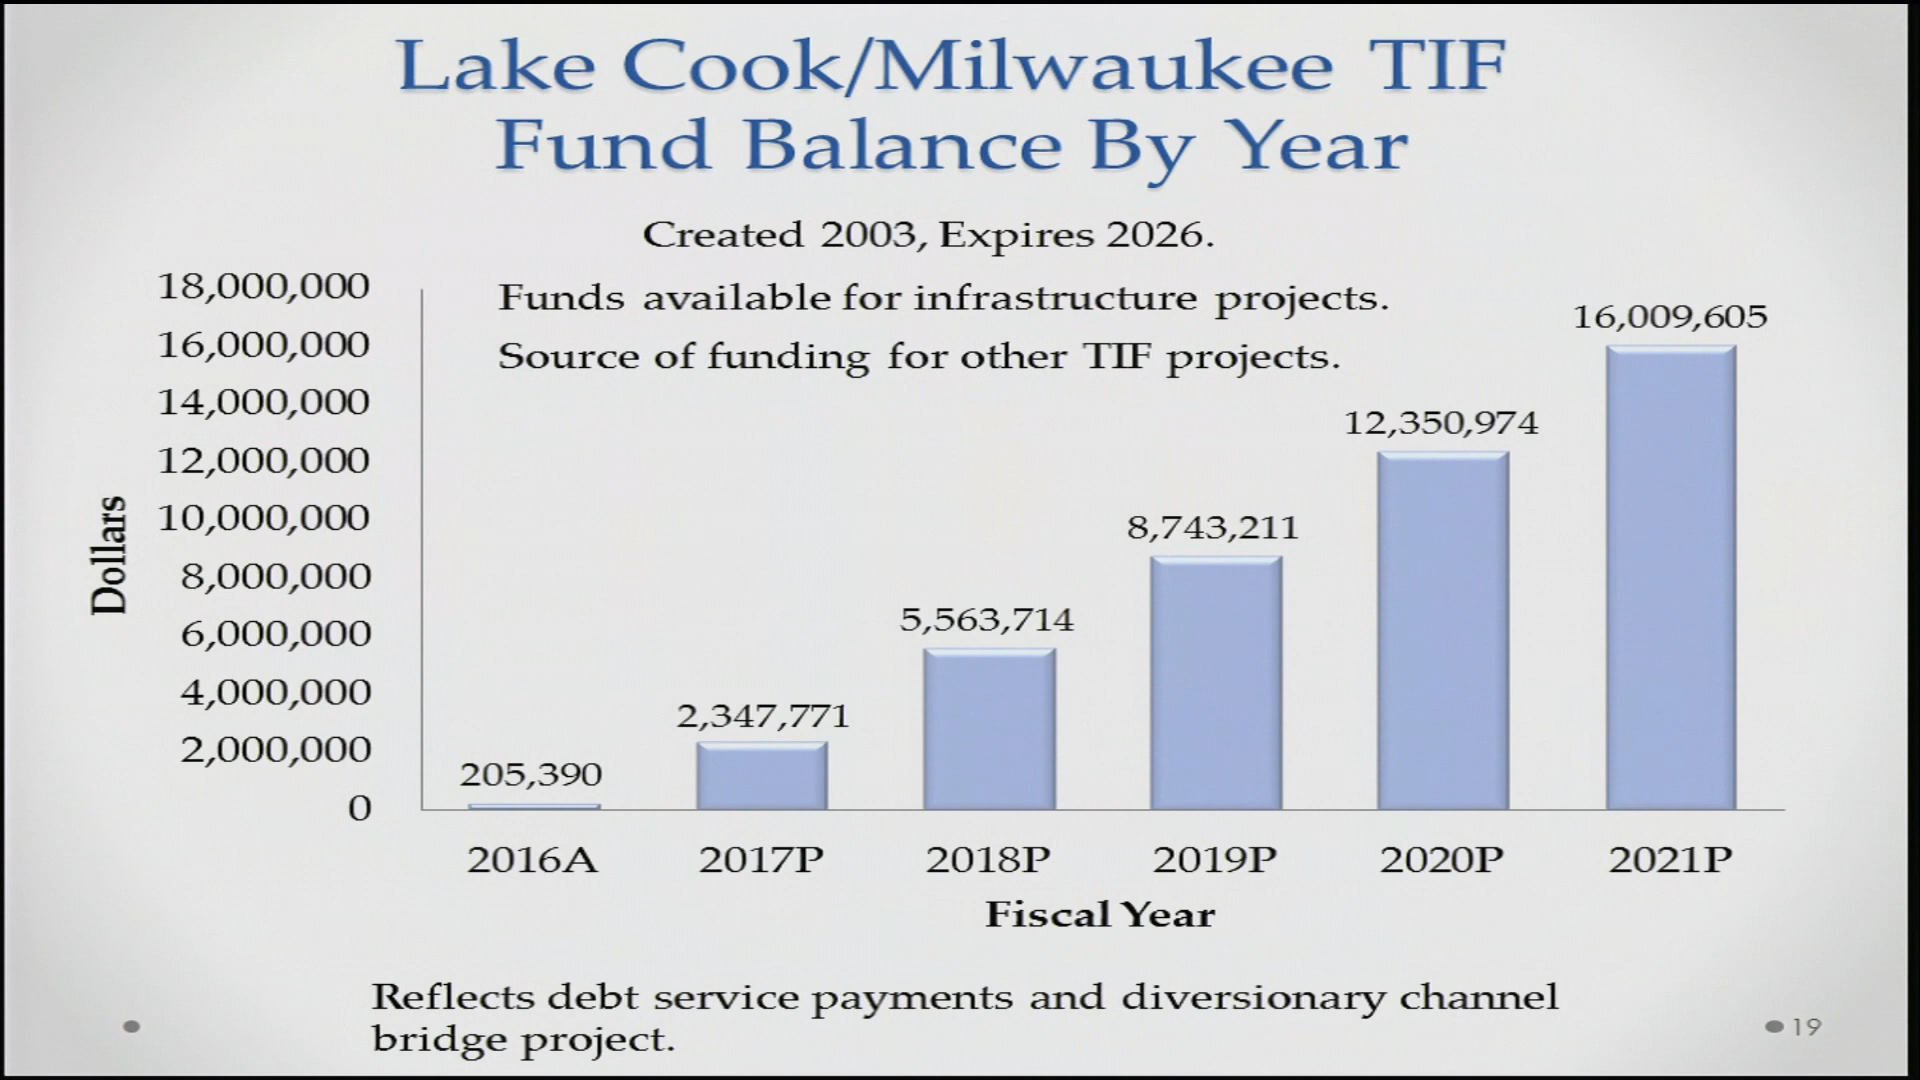 Lake Cook/Milwaukee TIF
Fund Balance By Year
Created 2003, Expires 2026.
Funds available for infrastructure projects.
Source of funding for other TIF projects.
18,000,000
16,000,000
14,000,000
12,000,000
10,000,000
8,000,000
6,000,000
4,000,000
2,000,000
0
Dollars
205,390
2,347,771
5,563,714
8,743,211
12,350,974
16,009,605
2016A
2017P
2018P
2019P
2020P
2021P
Fiscal Year
Reflects debt service payments and diversionary channel
bridge project.
19